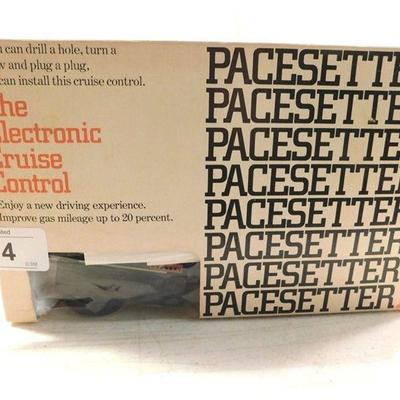 can drill a hole, turn a
and plug a plug.
can install this cruise control.
he
lectronic
ruise
ontrol
Enjoy a new driving experience.
Improve gas mileage up to 20 percent.
4
PACESETTER
PACESETTER
PACESETTER
PACESETTER
PACESETTER
PACESETTER
PACESETTER
PACESETTER